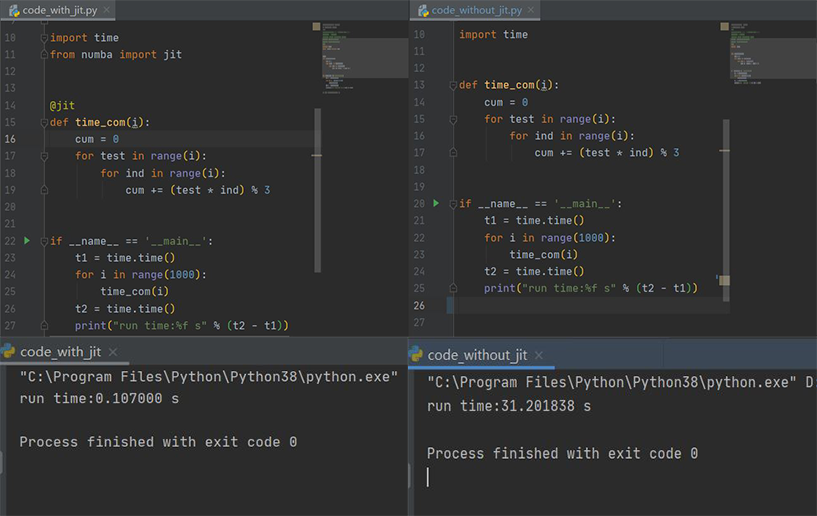 code_with_jit.py
10 import time
11 from numba import jit
12
13
14 @jit
15 def time_com(i):
16 cum = 0
17 for test in range(i):
18 for ind in range(i):
19 cum += (test * ind) % 3
20
21
22 if __name__ == '__main__':
23 t1 = time.time()
24 for i in range(1000):
25 time_com(i)
26 t2 = time.time()
27 print("run time:%f s" % (t2 - t1))
code_with_jit
"C:\Program Files\Python\Python38\python.exe"
run time:0.107000 s
Process finished with exit code 0
code_without_jit.py
10 import time
11
12
13 def time_com(i):
14 cum = 0
15 for test in range(i):
16 for ind in range(i):
17 cum += (test * ind) % 3
18
19
20 if __name__ == '__main__':
21 t1 = time.time()
22 for i in range(1000):
23 time_com(i)
24 t2 = time.time()
25 print("run time:%f s" % (t2 - t1))
26
27
code_without_jit
"C:\Program Files\Python\Python38\python.exe" D
run time:31.201838 s
Process finished with exit code 0